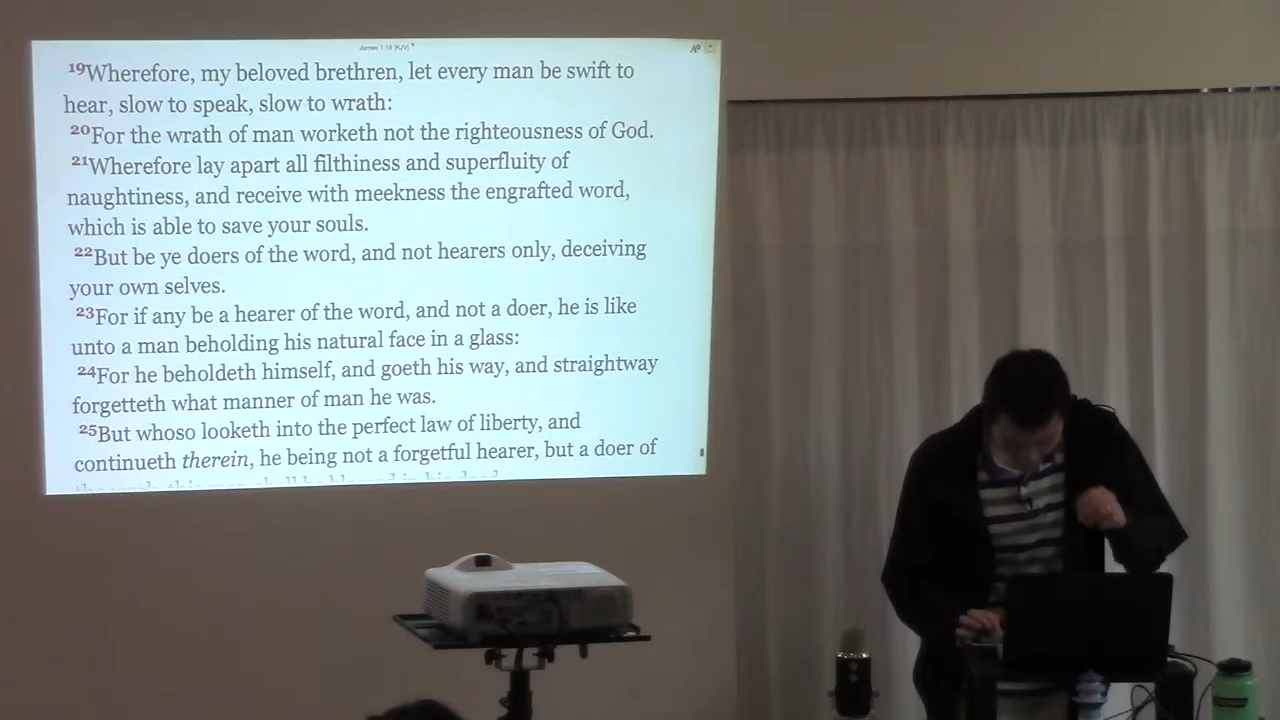 James 1:19 (KJV)
19Wherefore, my beloved brethren, let every man be swift to
hear, slow to speak, slow to wrath:
20For the wrath of man worketh not the righteousness of God.
21Wherefore lay apart all filthiness and superfluity of
naughtiness, and receive with meekness the engrafted word,
which is able to save your souls.
22But be ye doers of the word, and not hearers only, deceiving
your own selves.
23For if any be a hearer of the word, and not a doer, he is like
unto a man beholding his natural face in a glass:
24For he beholdeth himself, and goeth his way, and straightway
forgetteth what manner of man he was.
25But whoso looketh into the perfect law of liberty, and
continueth therein, he being not a forgetful hearer, but a doer of